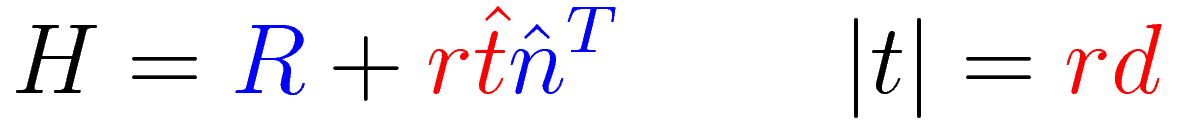 H = R + rt̂n̂ᵀ |t| = rd